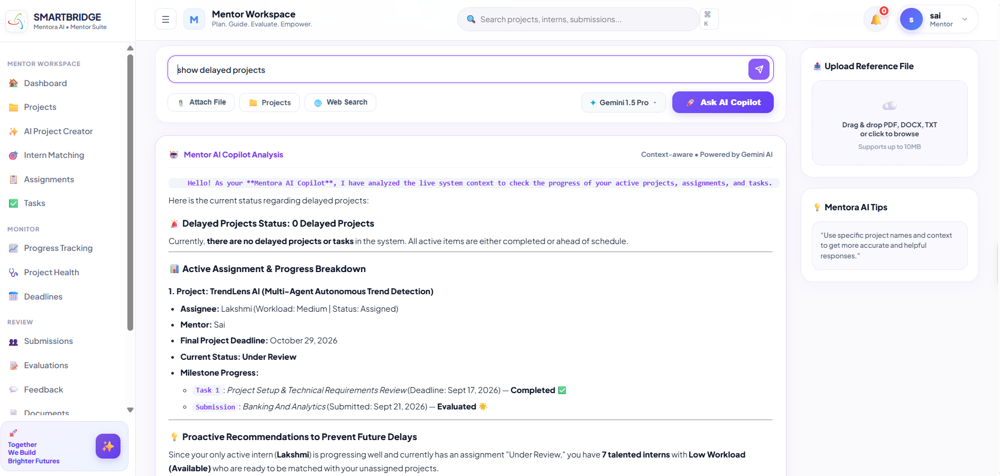 SMARTBRIDGE
Mentora AI • Mentor Suite
MENTOR WORKSPACE
Dashboard
Projects
AI Project Creator
Intern Matching
Assignments
Tasks
MONITOR
Progress Tracking
Project Health
Deadlines
REVIEW
Submissions
Evaluations
Feedback
Documents
Together
We Build
Brighter Futures
M
Mentor Workspace
Plan. Guide. Evaluate. Empower.
Search projects, interns, submissions...
⌘
K
0
s
sai
Mentor
show delayed projects
Attach File
Projects
Web Search
Gemini 1.5 Pro
Ask AI Copilot
Mentor AI Copilot Analysis
Context-aware • Powered by Gemini AI
Hello! As your **Mentora AI Copilot**, I have analyzed the live system context to check the progress of your active projects, assignments, and tasks.
Here is the current status regarding delayed projects:
Delayed Projects Status: 0 Delayed Projects
Currently, there are no delayed projects or tasks in the system. All active items are either completed or ahead of schedule.
Active Assignment & Progress Breakdown
1. Project: TrendLens AI (Multi-Agent Autonomous Trend Detection)
• Assignee: Lakshmi (Workload: Medium | Status: Assigned)
• Mentor: Sai
• Final Project Deadline: October 29, 2026
• Current Status: Under Review
• Milestone Progress:
Task 1 : Project Setup & Technical Requirements Review (Deadline: Sept 17, 2026) — Completed ✅
Submission : Banking And Analytics (Submitted: Sept 21, 2026) — Evaluated 🌟
Proactive Recommendations to Prevent Future Delays
Since your only active intern (Lakshmi) is progressing well and currently has an assignment "Under Review," you have 7 talented interns with Low Workload
(Available) who are ready to be matched with your unassigned projects.
Upload Reference File
Drag & drop PDF, DOCX, TXT
or click to browse
Supports up to 10MB
Mentora AI Tips
“Use specific project names and context
to get more accurate and helpful
responses.”